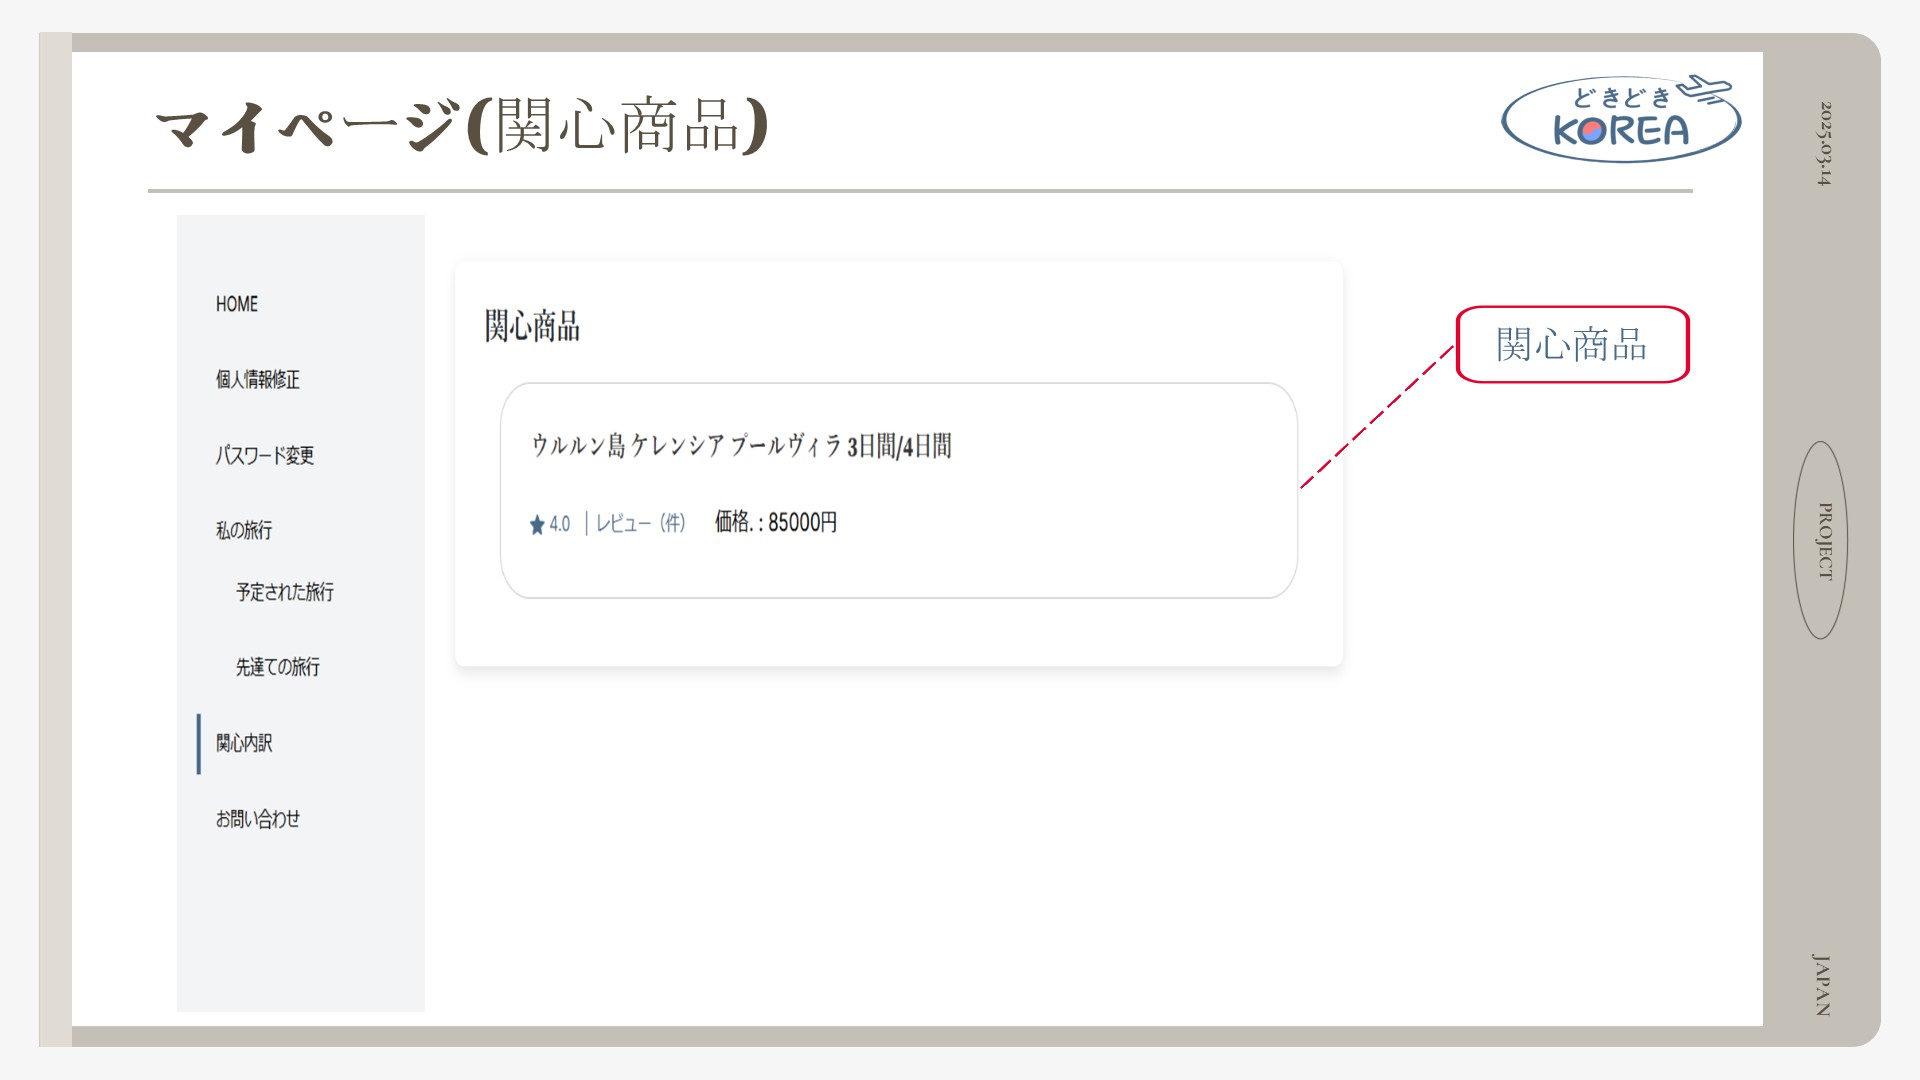 マイページ(関心商品)
どきどき
KOREA
2025.03.14
HOME
個人情報修正
パスワード変更
私の旅行
予定された旅行
先達ての旅行
関心内訳
お問い合わせ
関心商品
ウルルン島 ケレンシア プールヴィラ 3日間/4日間
★ 4.0 | レビュー（件） 価格. : 85000円
関心商品
PROJECT
JAPAN